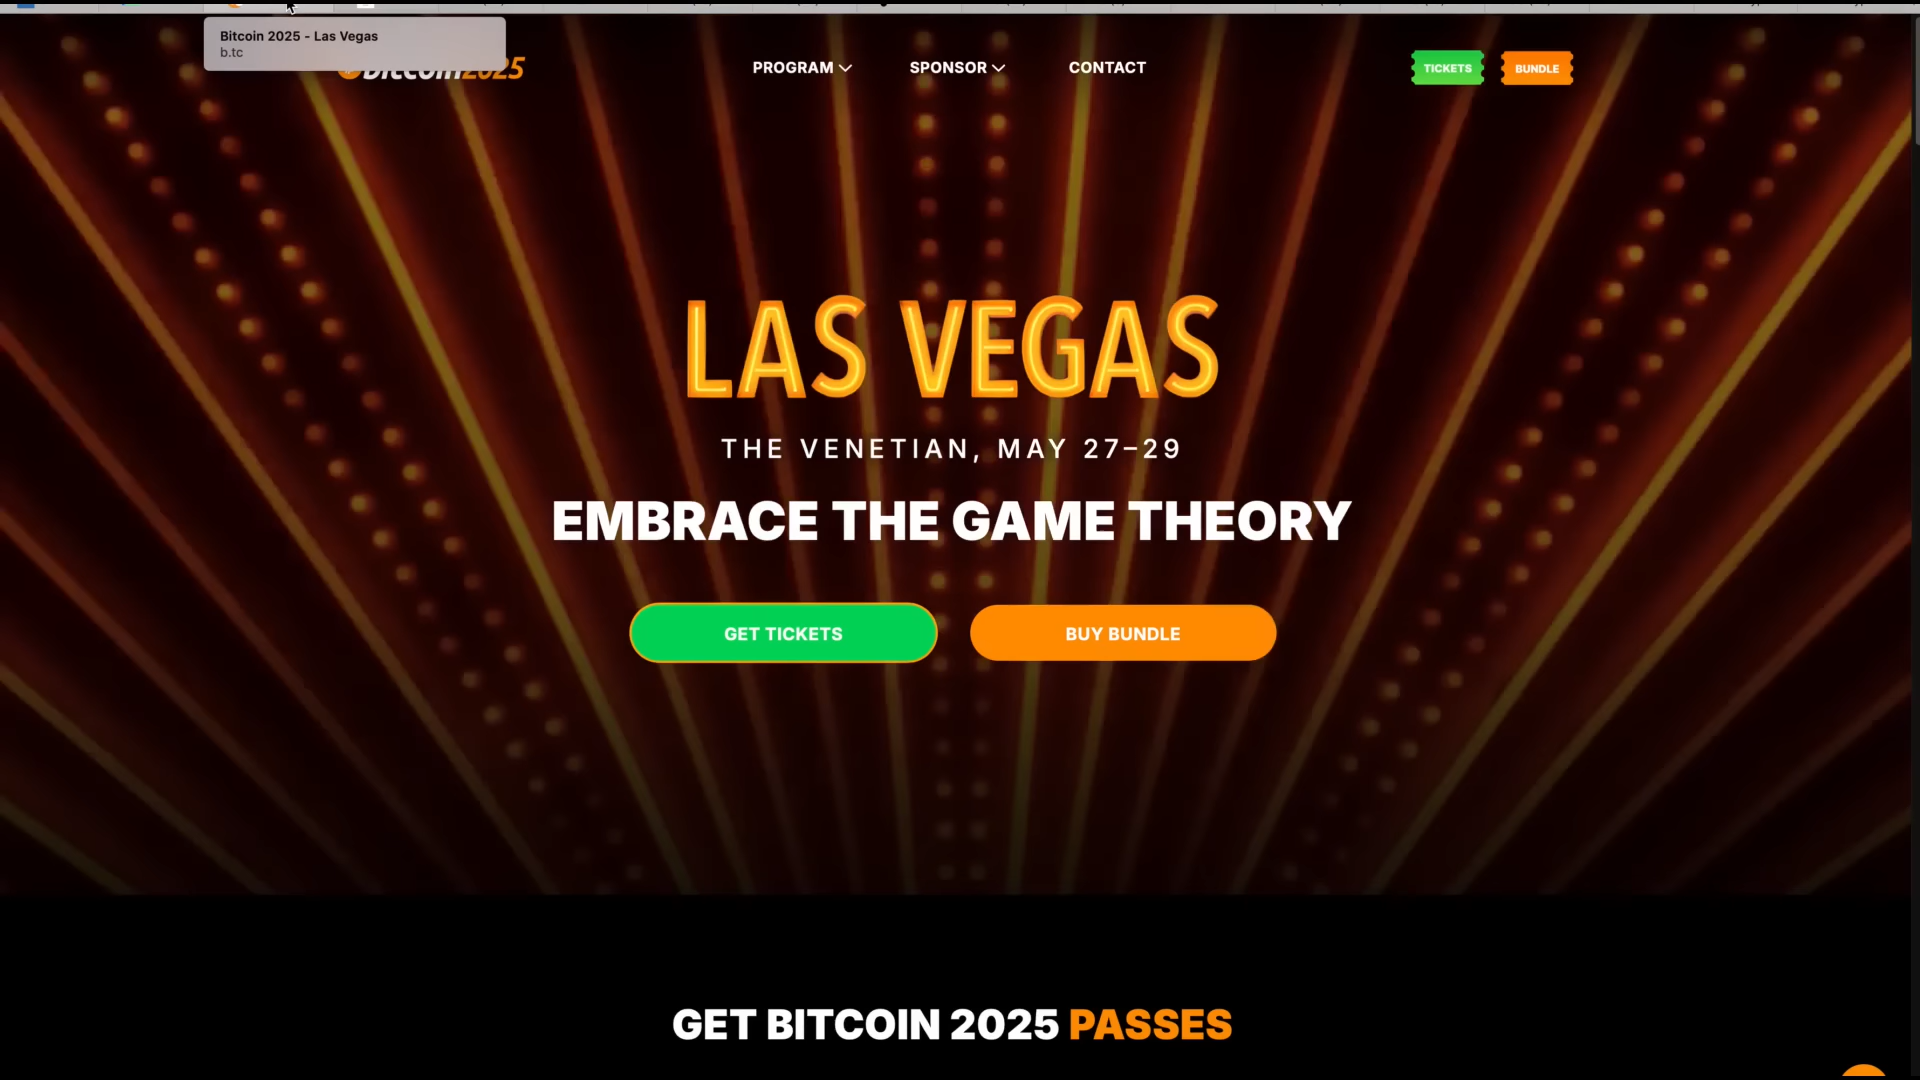 Bitcoin 2025 - Las Vegas
b.tc
Bitcoin2025
PROGRAM
SPONSOR
CONTACT
TICKETS
BUNDLE
LAS VEGAS
THE VENETIAN, MAY 27–29
EMBRACE THE GAME THEORY
GET TICKETS
BUY BUNDLE
GET BITCOIN 2025 PASSES